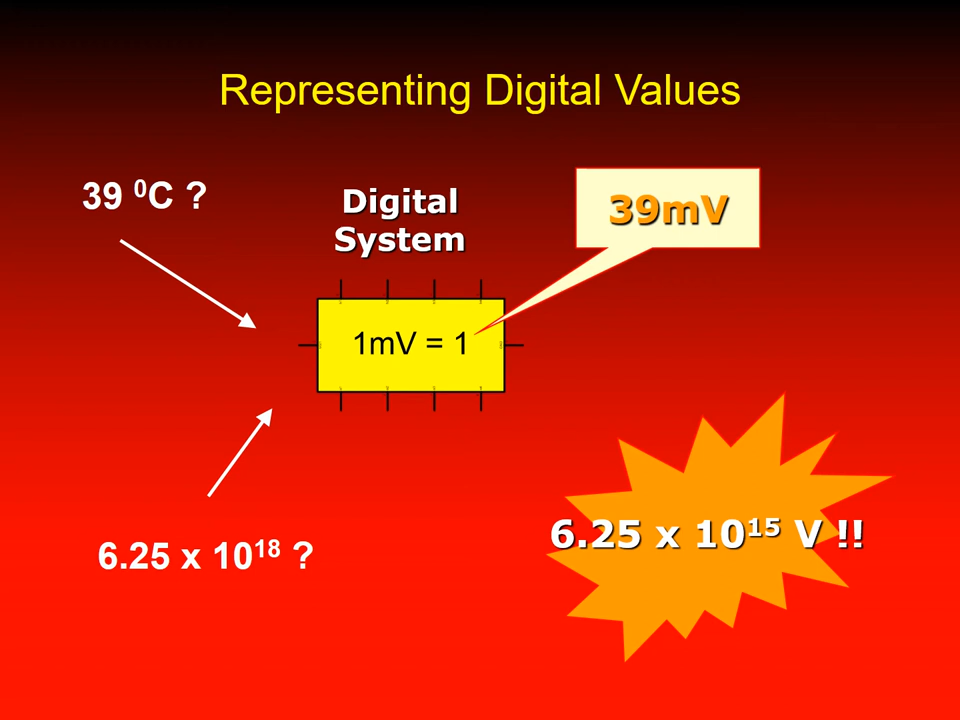 Representing Digital Values
39 ⁰C ?
Digital
System
39mV
1mV = 1
6.25 x 10¹⁵ V !!
6.25 x 10¹⁸ ?